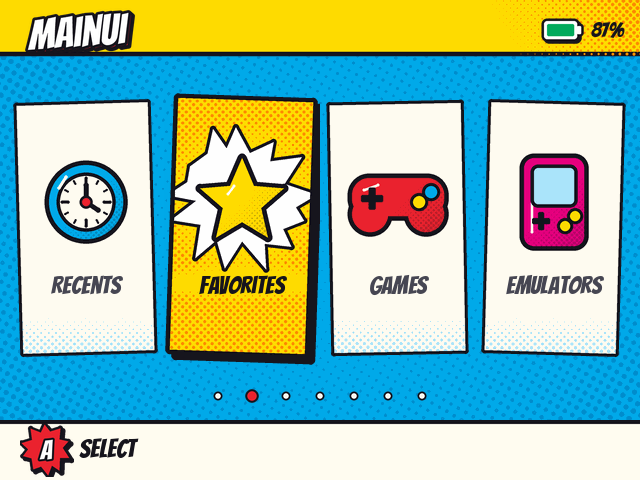 MAINUI
87%
RECENTS
FAVORITES
GAMES
EMULATORS
A SELECT